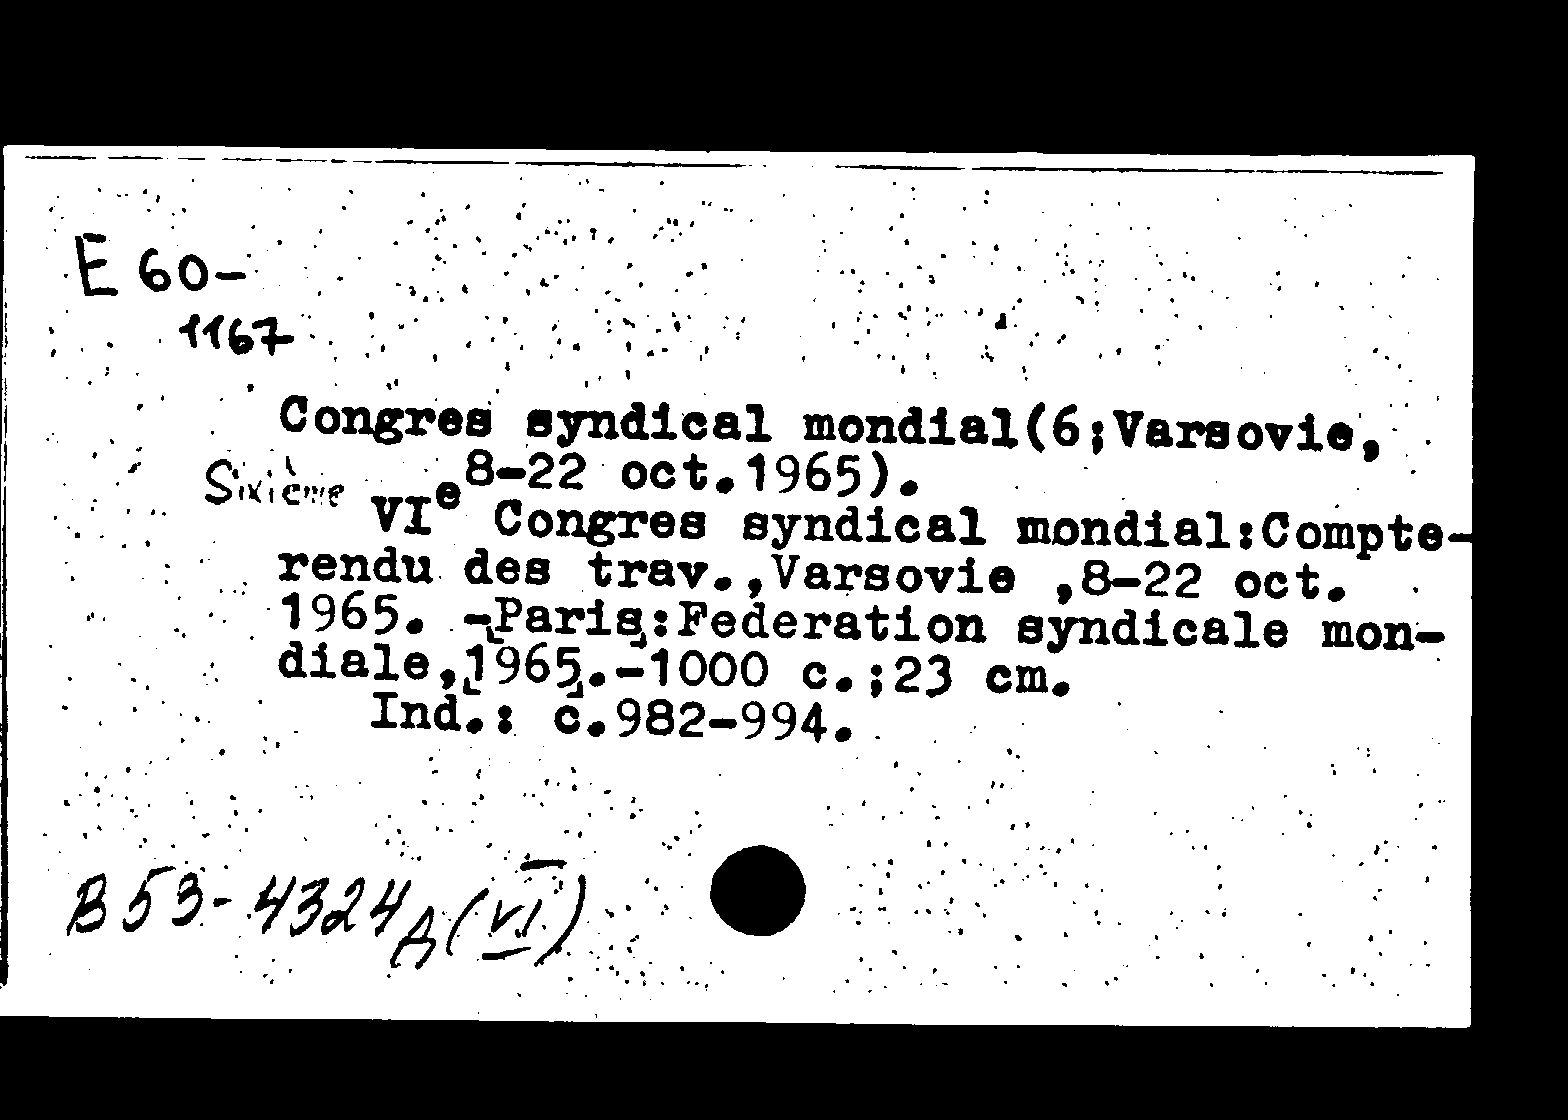 E 60-
1167
Congres syndical mondial(6;Varsovie,
8-22 oct.1965).
Sixième
VIe Congres syndical mondial:Compte-
rendu des trav.,Varsovie ,8-22 oct.
1965. -[Paris]:Federation syndicale mon-
diale,[1965].-1000 c.;23 cm.
Ind.: c.982-994.
B 53-4324д(VI)